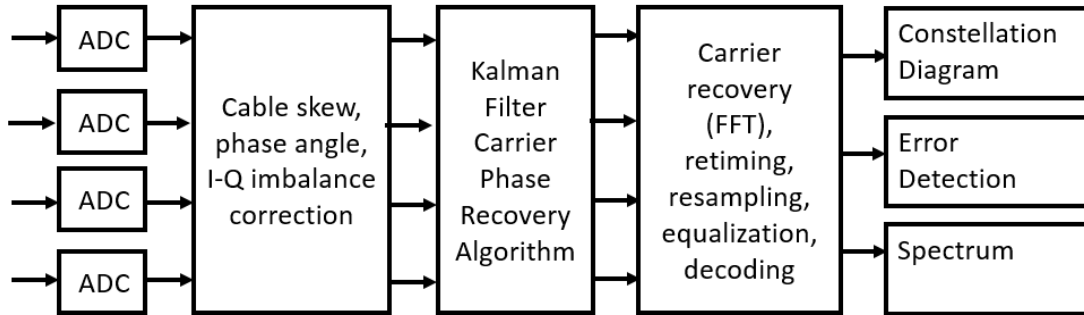 ADC
ADC
ADC
ADC
Cable skew,
phase angle,
I-Q imbalance
correction
Kalman
Filter
Carrier
Phase
Recovery
Algorithm
Carrier
recovery
(FFT),
retiming,
resampling,
equalization,
decoding
Constellation
Diagram
Error
Detection
Spectrum